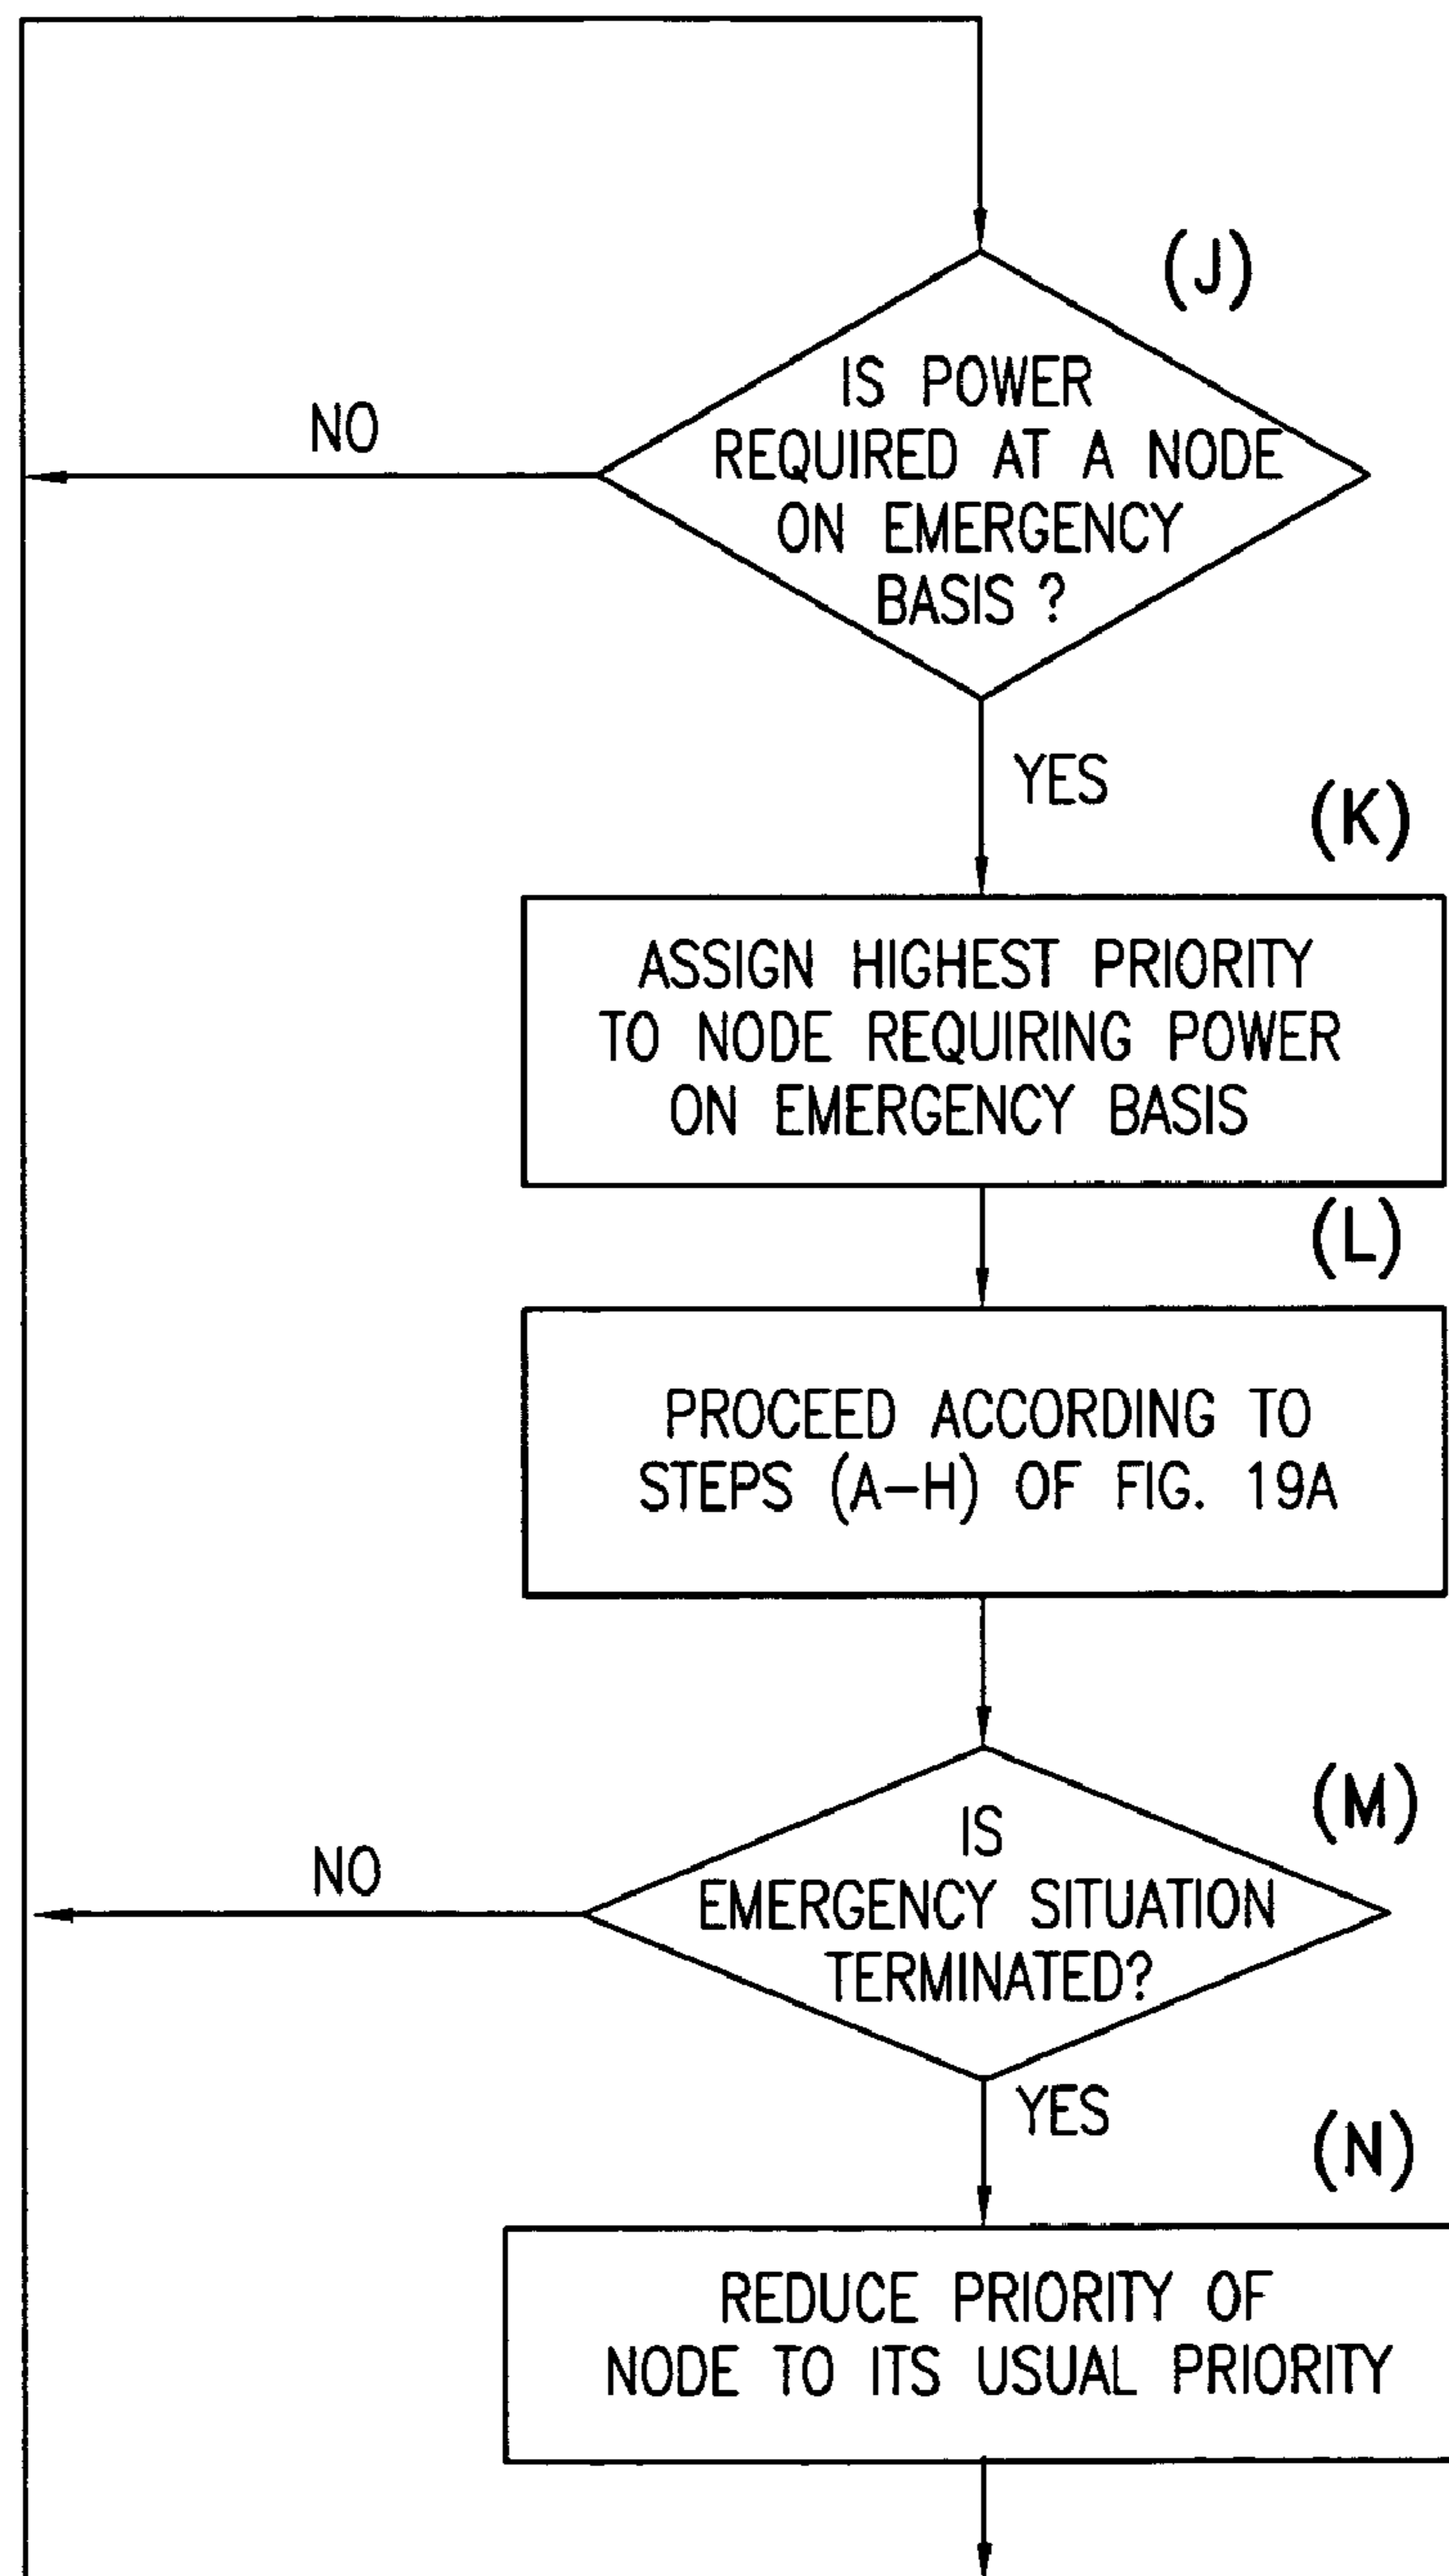 (J)
IS POWER
REQUIRED AT A NODE
ON EMERGENCY
BASIS ?
NO
YES
(K)
ASSIGN HIGHEST PRIORITY
TO NODE REQUIRING POWER
ON EMERGENCY BASIS
(L)
PROCEED ACCORDING TO
STEPS (A-H) OF FIG. 19A
(M)
IS
EMERGENCY SITUATION
TERMINATED?
NO
YES
(N)
REDUCE PRIORITY OF
NODE TO ITS USUAL PRIORITY